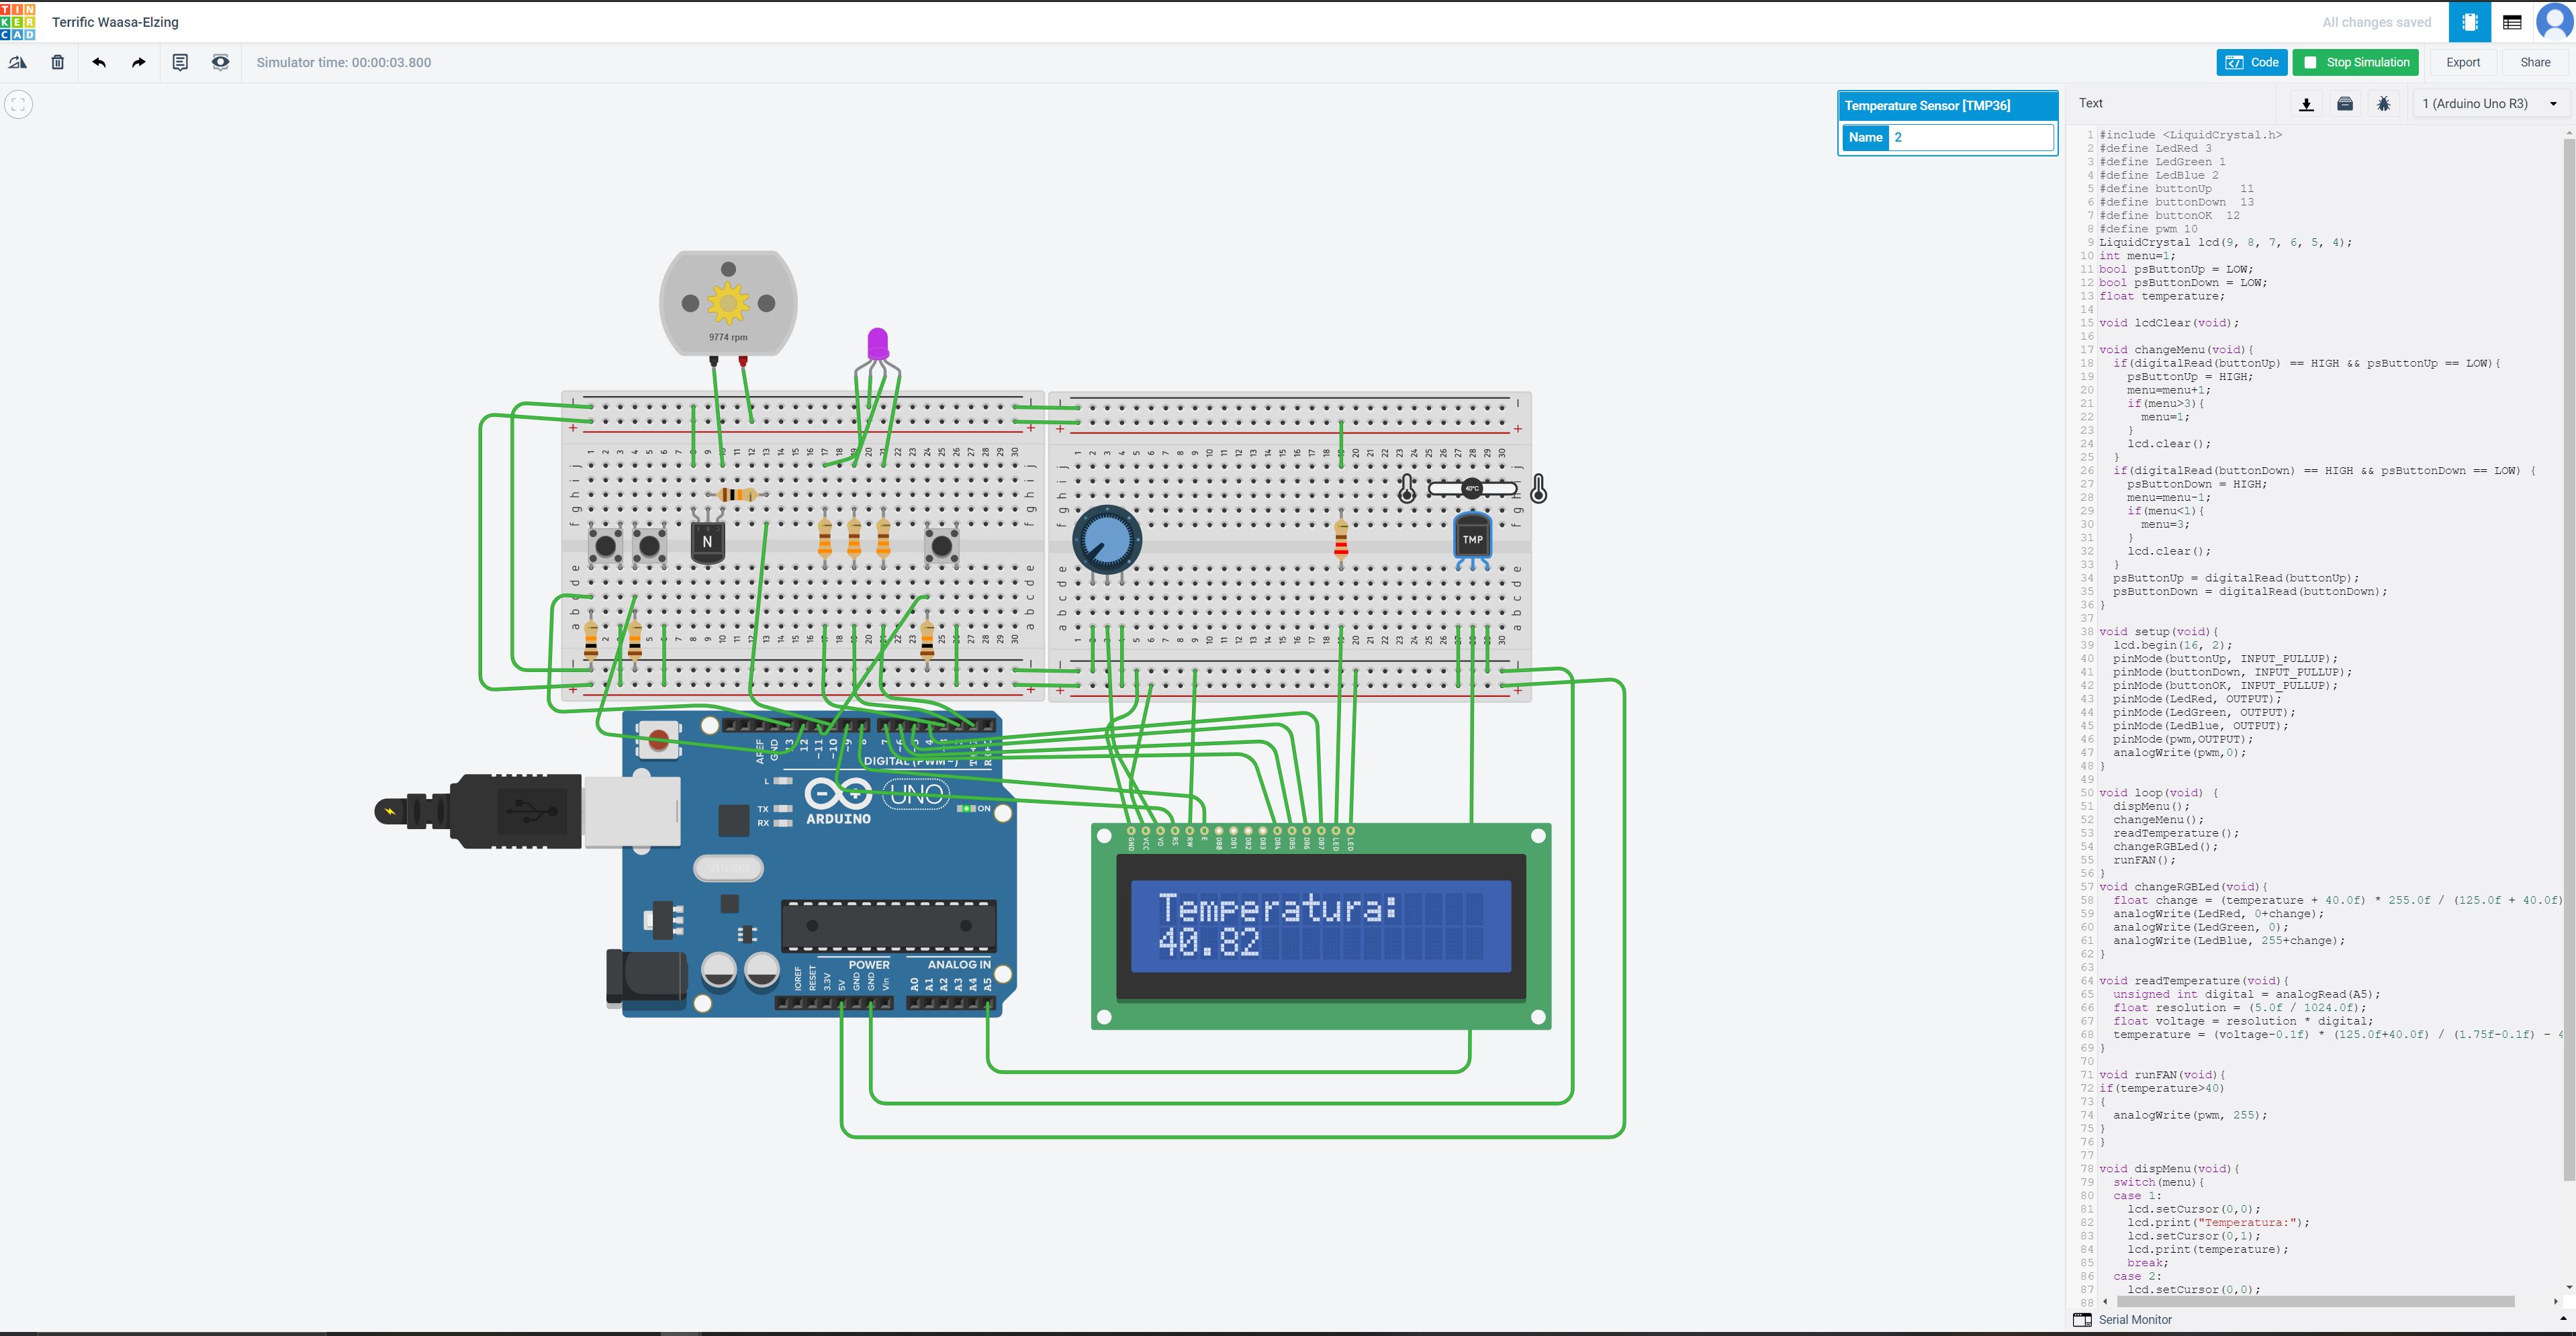 TINKERCAD
Terrific Waasa-Elzing
All changes saved
Simulator time: 00:00:03.800
Code
Stop Simulation
Export
Share
Temperature Sensor [TMP36]
Name 2
Text
1 (Arduino Uno R3)
9774 rpm
N
40°C
TMP
AREF
GND
13
12
~11
~10
~9
8
7
~6
DIGITAL (PWM~)
L
TX
RX
UNO
ON
ARDUINO
POWER
ANALOG IN
IOREF
RESET
3.3V
5V
GND
GND
Vin
A0
A1
A2
A3
A4
A5
GND
VCC
V0
RS
RW
E
DB0
DB1
DB2
DB3
DB4
DB5
DB6
DB7
LED
LED
Temperatura:
40.82
1 #include <LiquidCrystal.h>
2 #define LedRed 3
3 #define LedGreen 1
4 #define LedBlue 2
5 #define buttonUp    11
6 #define buttonDown  13
7 #define buttonOK  12
8 #define pwm 10
9 LiquidCrystal lcd(9, 8, 7, 6, 5, 4);
10 int menu=1;
11 bool psButtonUp = LOW;
12 bool psButtonDown = LOW;
13 float temperature;
14
15 void lcdClear(void);
16
17 void changeMenu(void){
18   if(digitalRead(buttonUp) == HIGH && psButtonUp == LOW){
19     psButtonUp = HIGH;
20     menu=menu+1;
21     if(menu>3){
22       menu=1;
23     }
24     lcd.clear();
25   }
26   if(digitalRead(buttonDown) == HIGH && psButtonDown == LOW) {
27     psButtonDown = HIGH;
28     menu=menu-1;
29     if(menu<1){
30       menu=3;
31     }
32     lcd.clear();
33   }
34   psButtonUp = digitalRead(buttonUp);
35   psButtonDown = digitalRead(buttonDown);
36 }
37
38 void setup(void){
39   lcd.begin(16, 2);
40   pinMode(buttonUp, INPUT_PULLUP);
41   pinMode(buttonDown, INPUT_PULLUP);
42   pinMode(buttonOK, INPUT_PULLUP);
43   pinMode(LedRed, OUTPUT);
44   pinMode(LedGreen, OUTPUT);
45   pinMode(LedBlue, OUTPUT);
46   pinMode(pwm,OUTPUT);
47   analogWrite(pwm,0);
48 }
49
50 void loop(void) {
51   dispMenu();
52   changeMenu();
53   readTemperature();
54   changeRGBLed();
55   runFAN();
56 }
57 void changeRGBLed(void){
58   float change = (temperature + 40.0f) * 255.0f / (125.0f + 40.0f)
59   analogWrite(LedRed, 0+change);
60   analogWrite(LedGreen, 0);
61   analogWrite(LedBlue, 255+change);
62 }
63
64 void readTemperature(void){
65   unsigned int digital = analogRead(A5);
66   float resolution = (5.0f / 1024.0f);
67   float voltage = resolution * digital;
68   temperature = (voltage-0.1f) * (125.0f+40.0f) / (1.75f-0.1f) - 4
69 }
70
71 void runFAN(void){
72 if(temperature>40)
73 {
74   analogWrite(pwm, 255);
75 }
76 }
77
78 void dispMenu(void){
79   switch(menu){
80   case 1:
81     lcd.setCursor(0,0);
82     lcd.print("Temperatura:");
83     lcd.setCursor(0,1);
84     lcd.print(temperature);
85     break;
86   case 2:
87     lcd.setCursor(0,0);
88
Serial Monitor